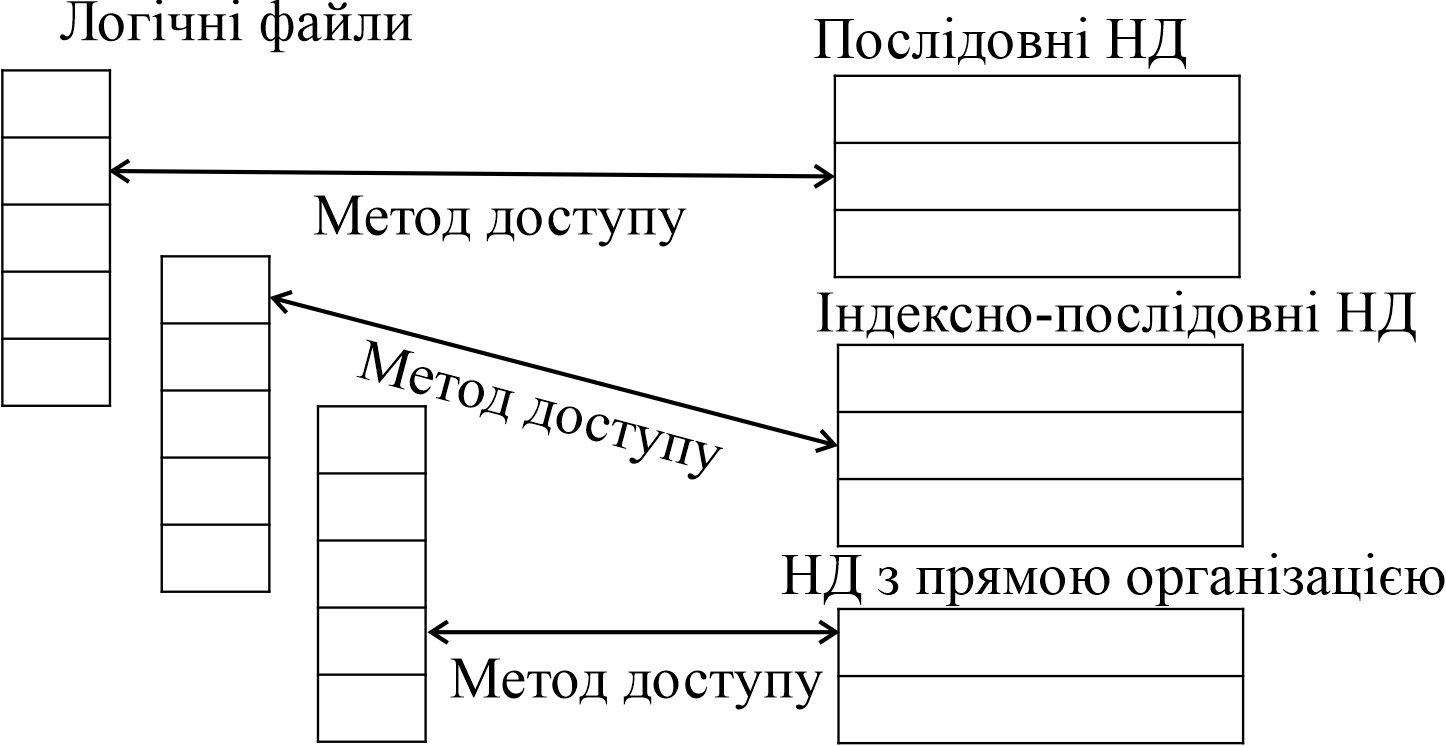 Логічні файли
Послідовні НД
Метод доступу
Індексно-послідовні НД
Метод доступу
НД з прямою організацією
Метод доступу